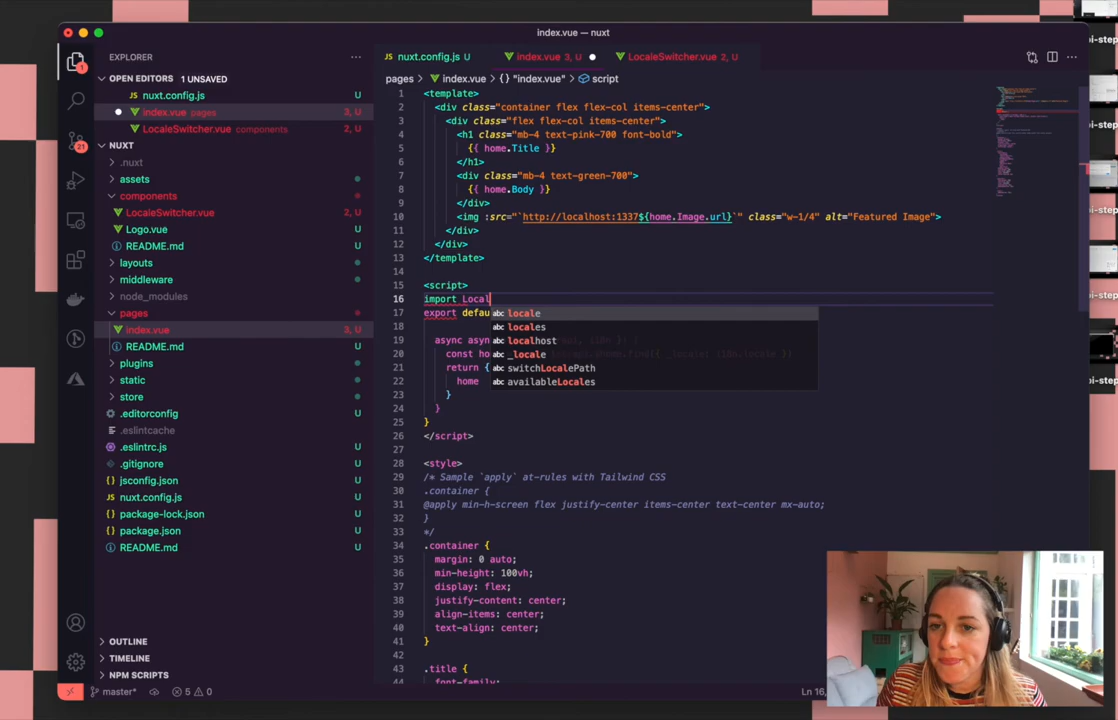 index.vue — nuxt
EXPLORER
OPEN EDITORS 1 UNSAVED
nuxt.config.js U
index.vue pages 3, U
LocaleSwitcher.vue components 2, U
NUXT
.nuxt
assets
components
LocaleSwitcher.vue 2, U
Logo.vue U
README.md U
layouts
middleware
node_modules
pages
index.vue 3, U
README.md U
plugins
static
store
.editorconfig U
.eslintcache
.eslintrc.js U
.gitignore U
jsconfig.json U
nuxt.config.js U
package-lock.json U
package.json U
README.md U
OUTLINE
TIMELINE
NPM SCRIPTS
1
21
nuxt.config.js U
index.vue 3, U
LocaleSwitcher.vue 2, U
pages > index.vue > {} "index.vue" > script
1 <template>
2 <div class="container flex flex-col items-center">
3 <div class="flex flex-col items-center">
4 <h1 class="mb-4 text-pink-700 font-bold">
5 {{ home.Title }}
6 </h1>
7 <div class="mb-4 text-green-700">
8 {{ home.Body }}
9 </div>
10 <img :src="`http://localhost:1337${home.Image.url}`" class="w-1/4" alt="Featured Image">
11 </div>
12 </div>
13 </template>
14
15 <script>
16 import Local
17 export defau
abc locale
18
abc locales
19 async asyn
abc localhost
20 const ho
abc _locale
21 return {
abc switchLocalePath
22 home
abc availableLocales
23 }
24 }
25 }
26 </script>
27
28 <style>
29 /* Sample `apply` at-rules with Tailwind CSS
30 .container {
31 @apply min-h-screen flex justify-center items-center text-center mx-auto;
32 }
33 */
34 .container {
35 margin: 0 auto;
36 min-height: 100vh;
37 display: flex;
38 justify-content: center;
39 align-items: center;
40 text-align: center;
41 }
42
43 .title {
44 font-family:
master* 5 0
Ln 16,